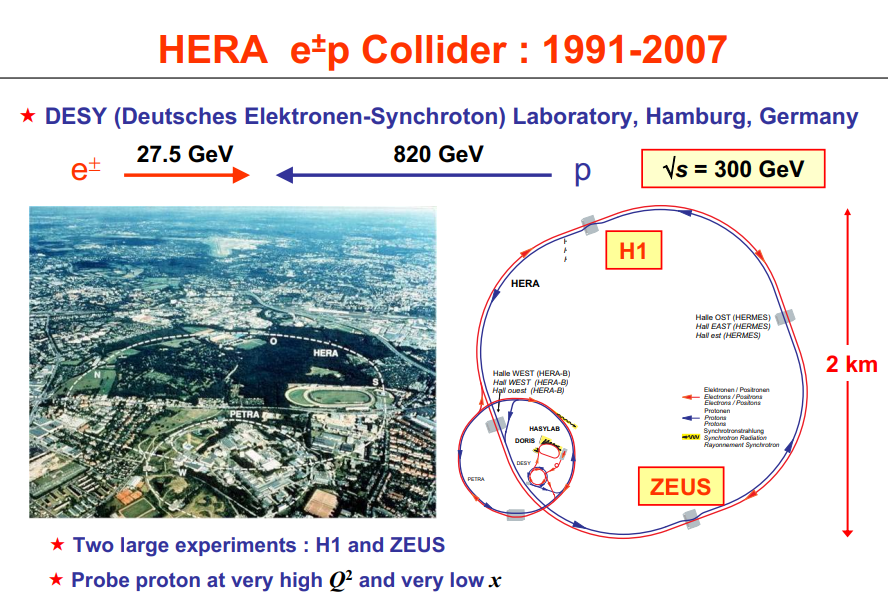 HERA e±p Collider : 1991-2007
★ DESY (Deutsches Elektronen-Synchroton) Laboratory, Hamburg, Germany
e± 27.5 GeV 820 GeV p √s = 300 GeV
H1
HERA
Halle OST (HERMES)
Hall EAST (HERMES)
Hall est (HERMES)
2 km
O
HERA
N
S
PETRA
W
Halle WEST (HERA-B)
Hall WEST (HERA-B)
Hall ouest (HERA-B)
Elektronen / Positronen
Electrons / Positrons
Electrons / Positons
Protonen
Protons
Protons
Synchrotronstrahlung
Synchrotron Radiation
Rayonnement Synchrotron
HASYLAB
DORIS
DESY
PETRA
ZEUS
★ Two large experiments : H1 and ZEUS
★ Probe proton at very high Q² and very low x